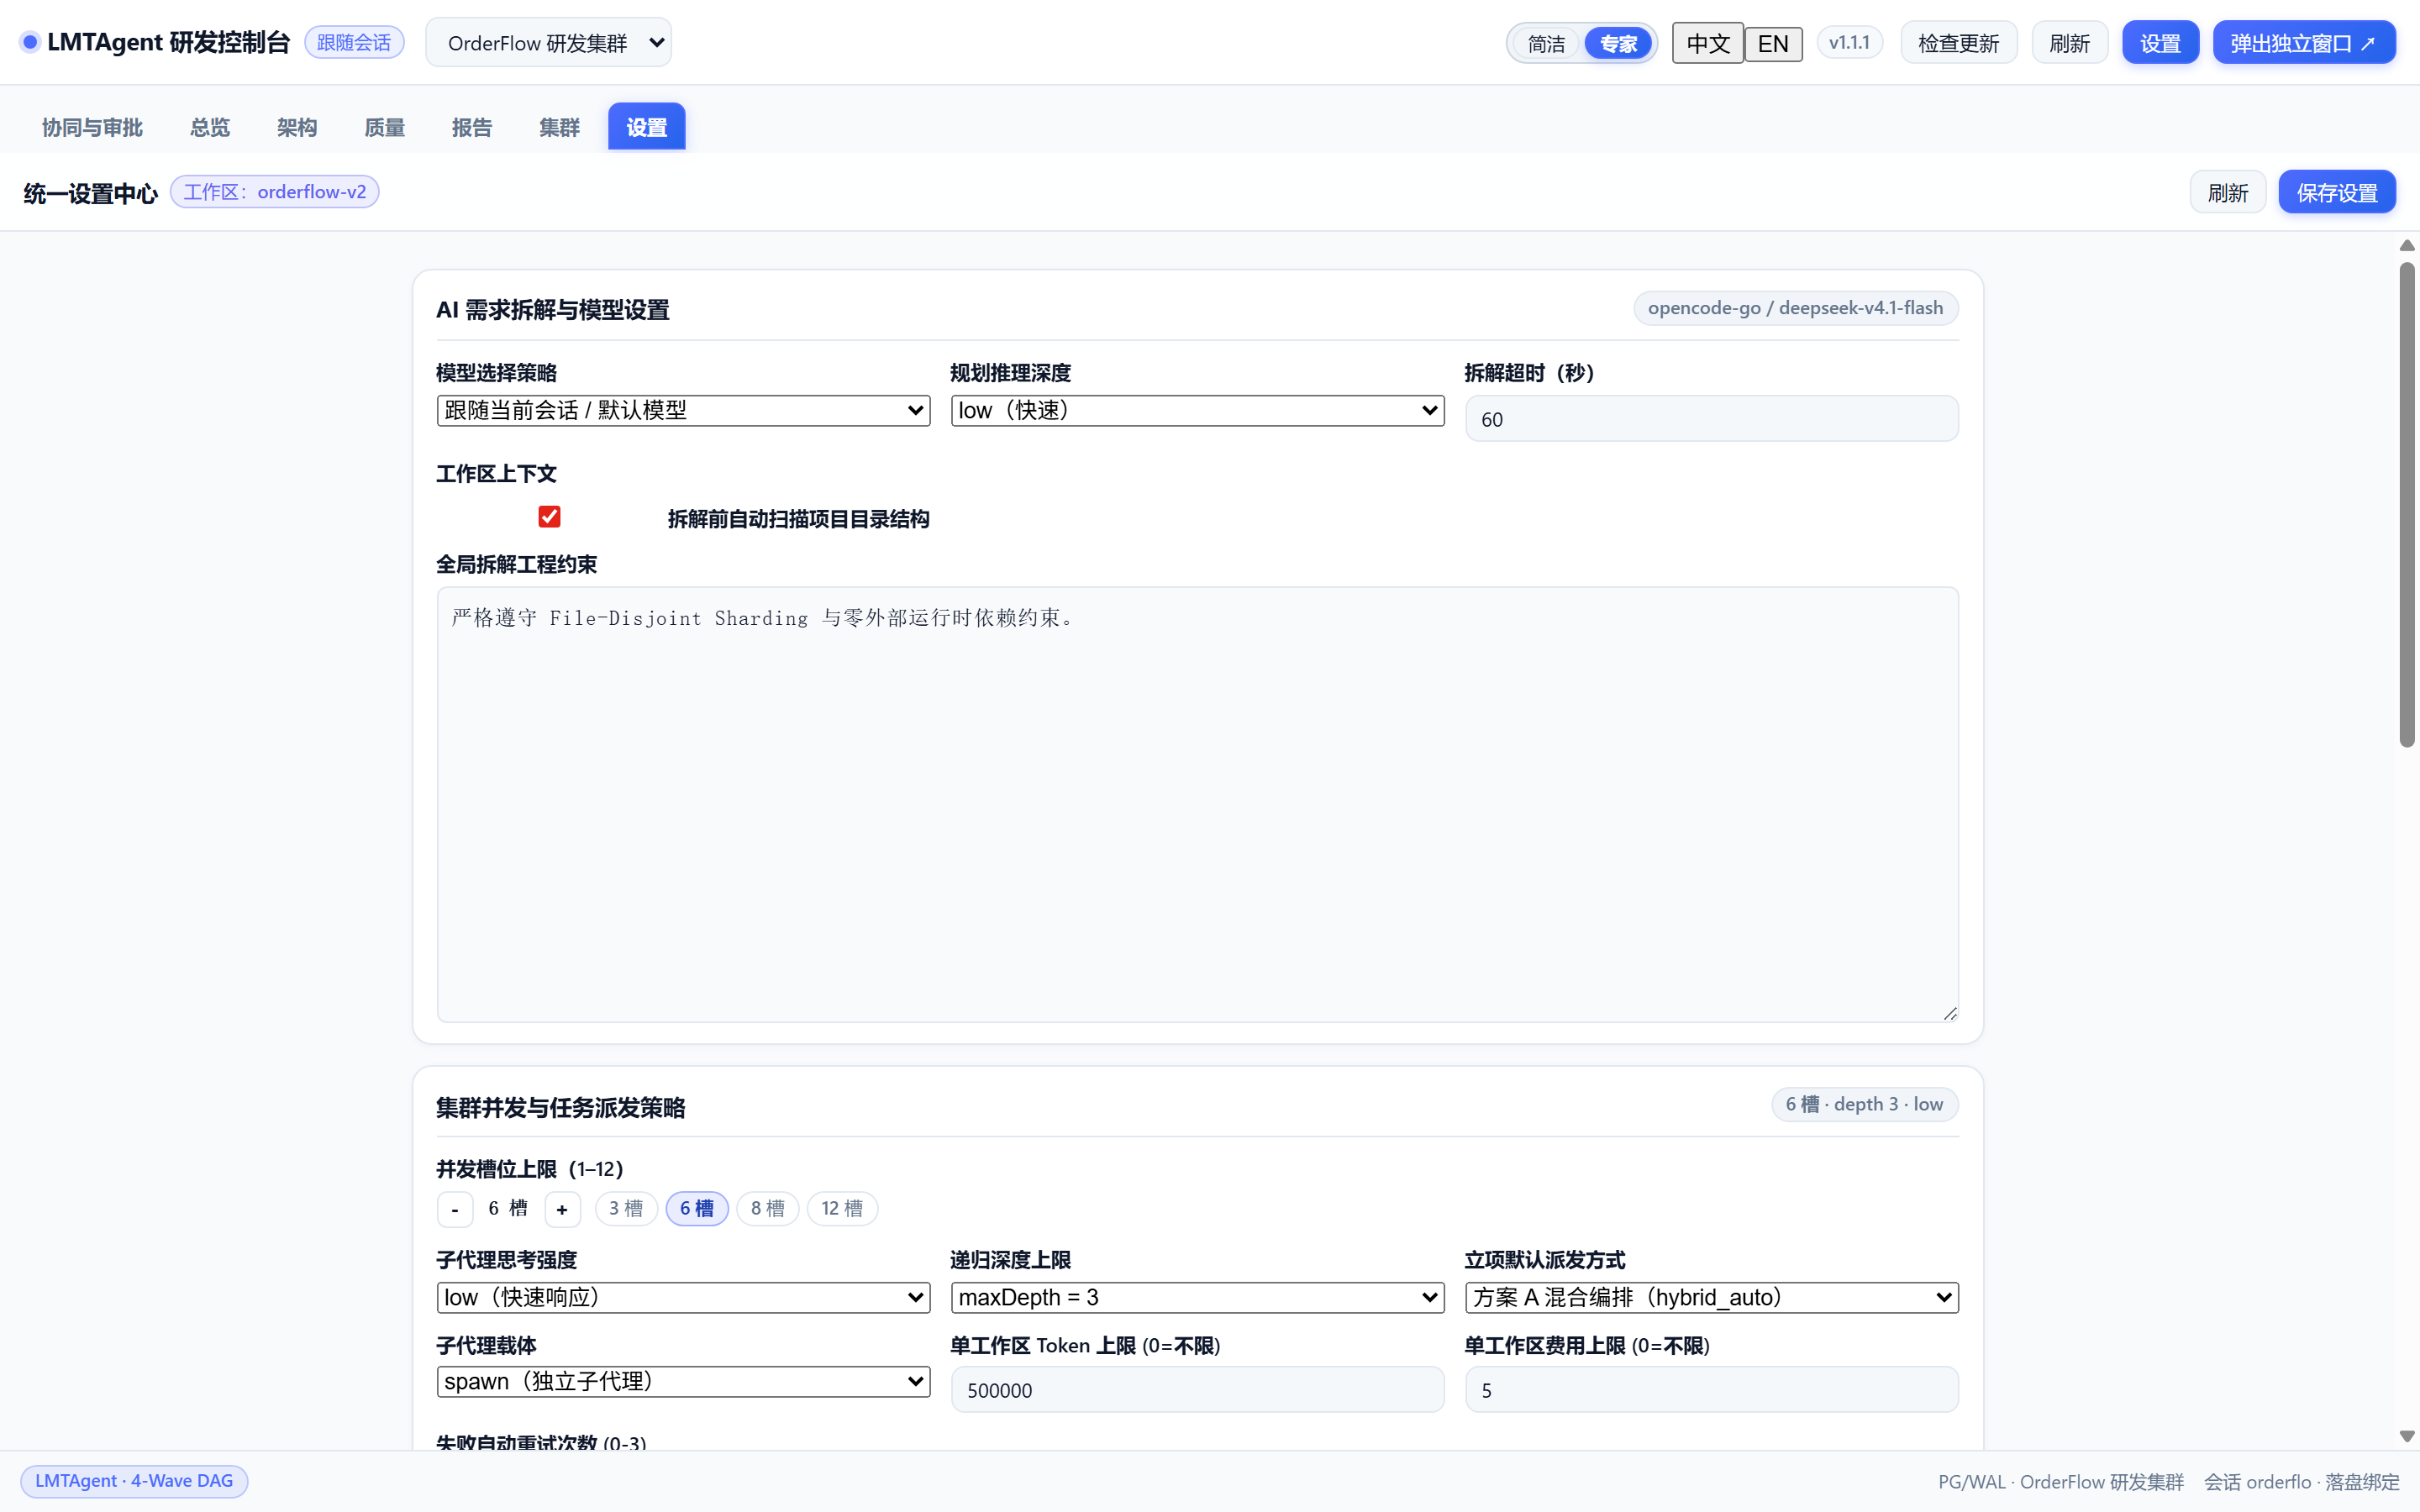 LMTAgent 研发控制台 跟随会话 OrderFlow 研发集群 简洁 专家 中文 EN v1.1.1 检查更新 刷新 设置 弹出独立窗口 ↗
协同与审批 总览 架构 质量 报告 集群 设置
统一设置中心 工作区：orderflow-v2 刷新 保存设置
AI 需求拆解与模型设置 opencode-go / deepseek-v4.1-flash
模型选择策略 规划推理深度 拆解超时（秒）
跟随当前会话 / 默认模型 low（快速） 60
工作区上下文
拆解前自动扫描项目目录结构
全局拆解工程约束
严格遵守 File-Disjoint Sharding 与零外部运行时依赖约束。
集群并发与任务派发策略 6 槽 · depth 3 · low
并发槽位上限（1–12）
- 6 槽 + 3 槽 6 槽 8 槽 12 槽
子代理思考强度 递归深度上限 立项默认派发方式
low（快速响应） maxDepth = 3 方案 A 混合编排（hybrid_auto）
子代理载体 单工作区 Token 上限 (0=不限) 单工作区费用上限 (0=不限)
spawn（独立子代理） 500000 5
失败自动重试次数 (0-3)
LMTAgent · 4-Wave DAG PG/WAL · OrderFlow 研发集群 会话 orderflo · 落盘绑定